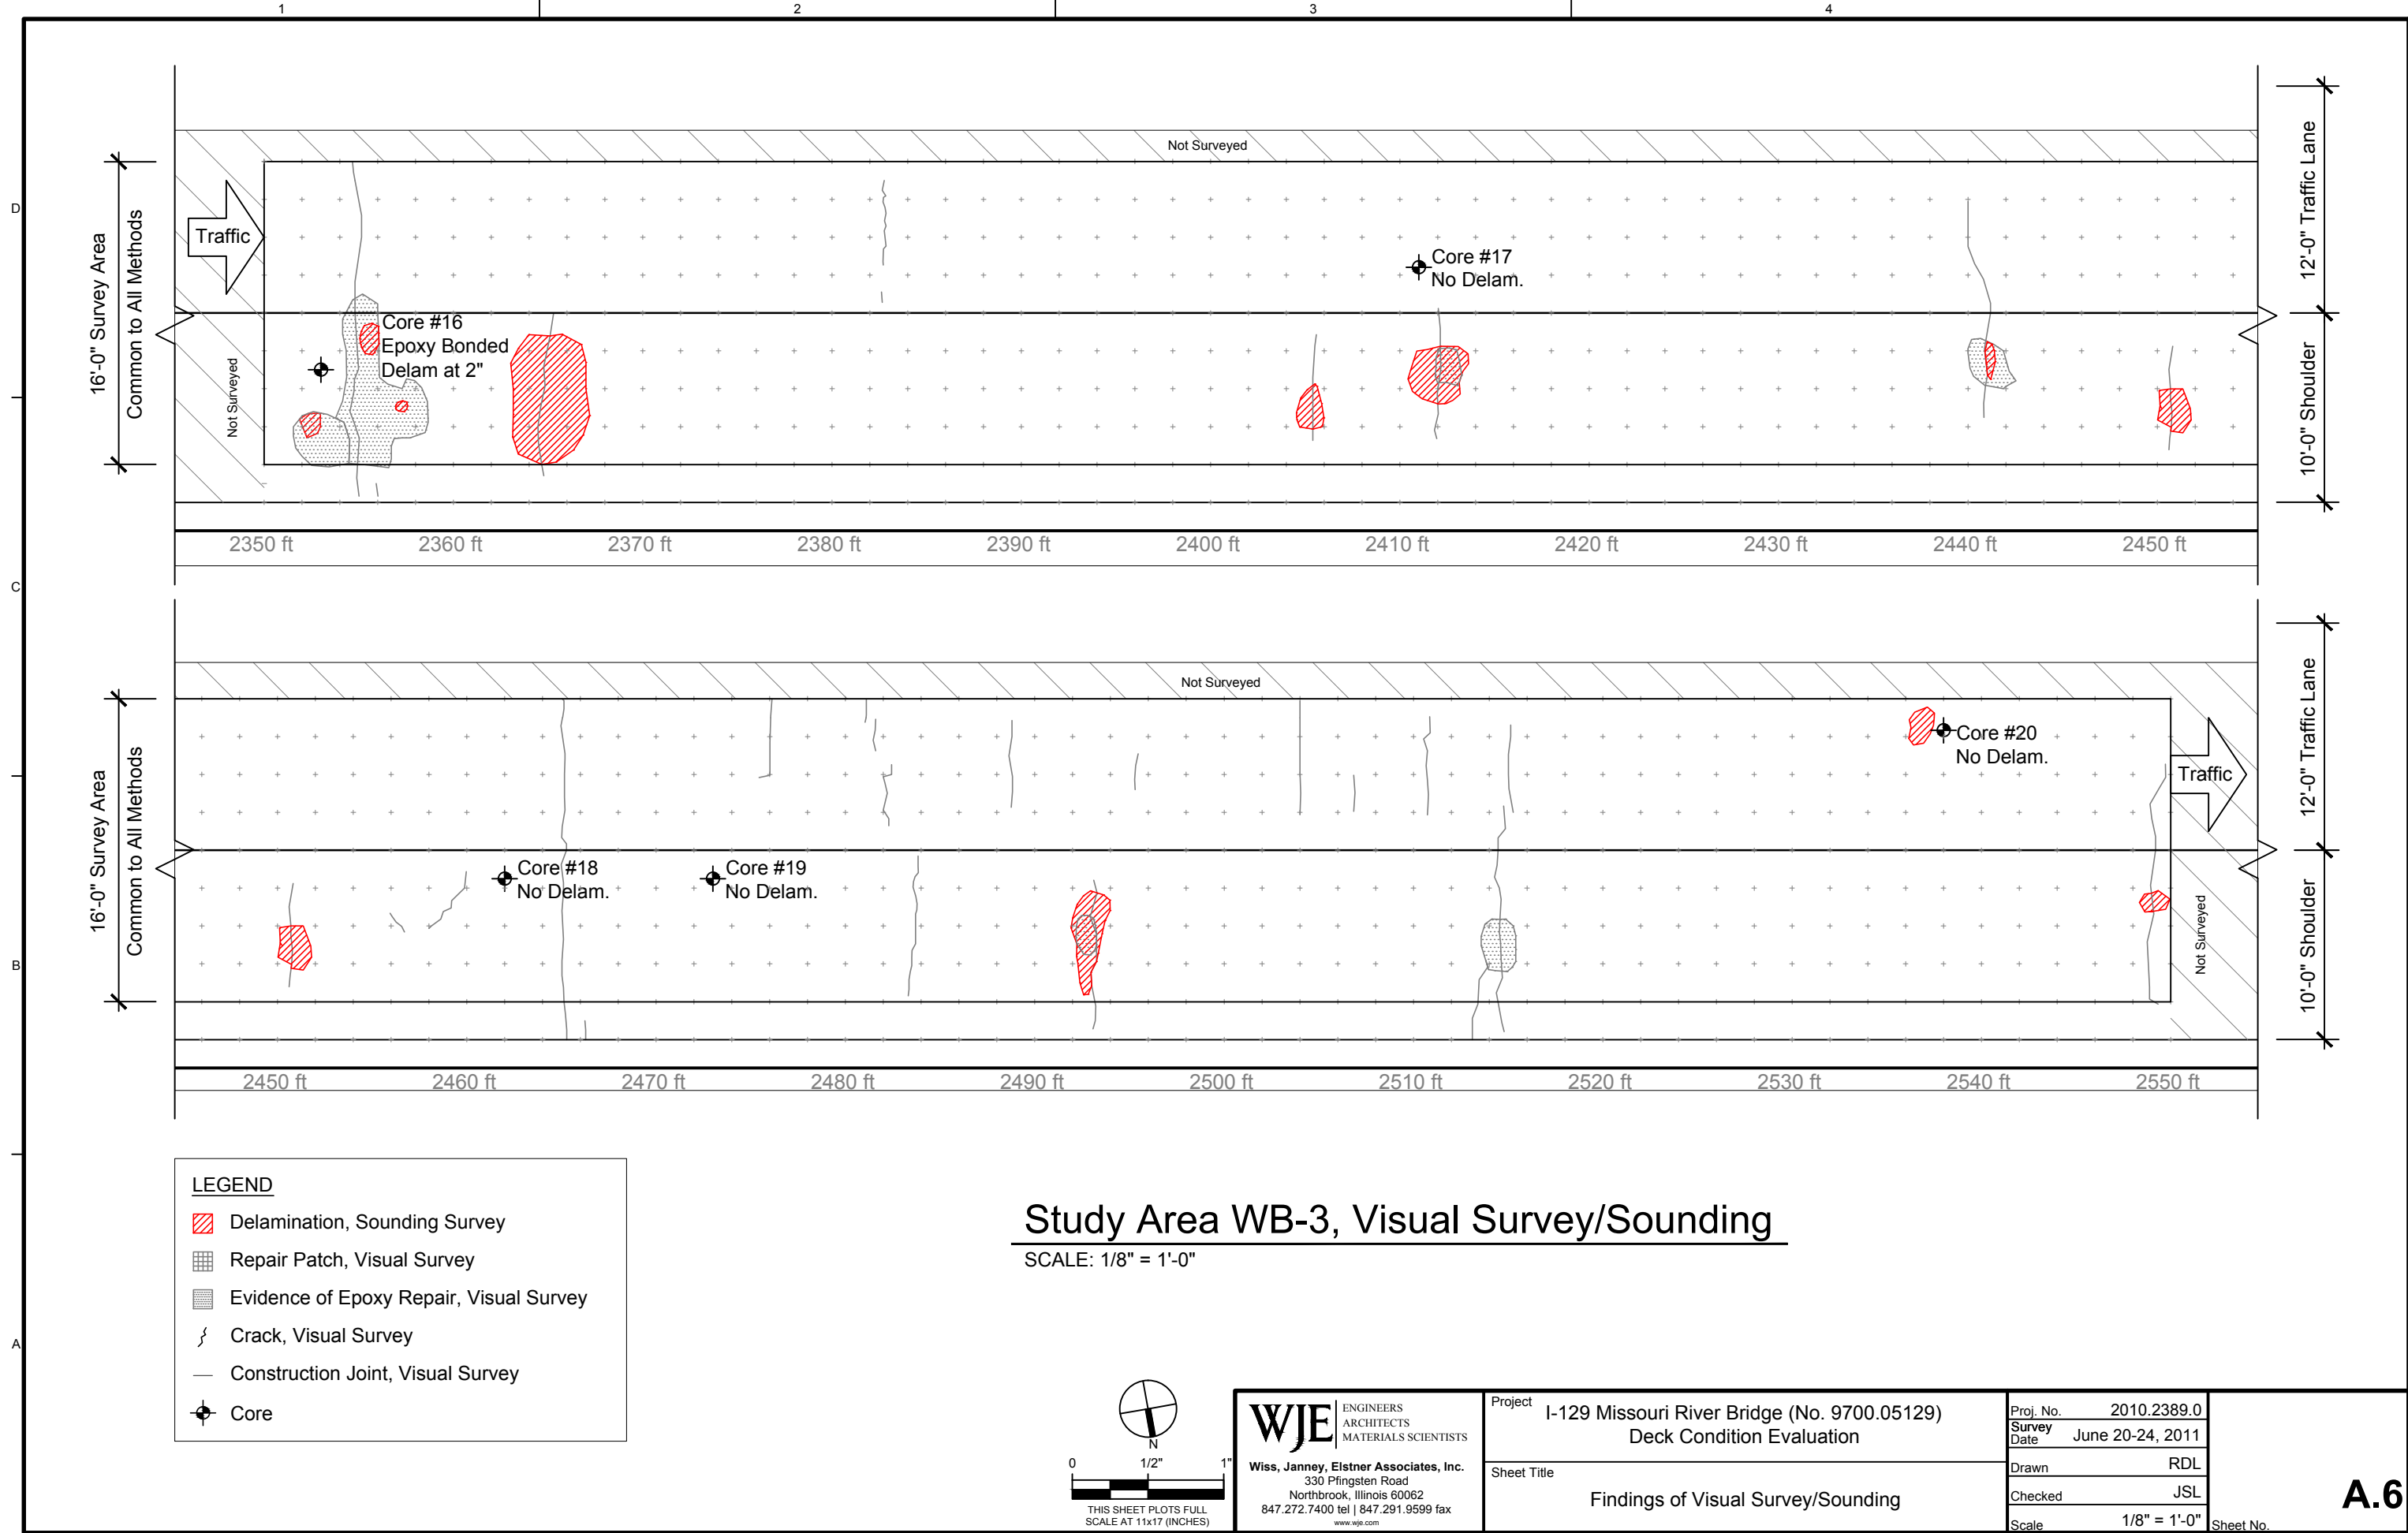 1 2 3 4
D
C
B
A
Not Surveyed
16'-0" Survey Area
Common to All Methods
Traffic
Not Surveyed
Core #16
Epoxy Bonded
Delam at 2"
Core #17
No Delam.
12'-0" Traffic Lane
10'-0" Shoulder
2350 ft 2360 ft 2370 ft 2380 ft 2390 ft 2400 ft 2410 ft 2420 ft 2430 ft 2440 ft 2450 ft
Not Surveyed
16'-0" Survey Area
Common to All Methods
Core #18
No Delam.
Core #19
No Delam.
Core #20
No Delam.
Traffic
Not Surveyed
12'-0" Traffic Lane
10'-0" Shoulder
2450 ft 2460 ft 2470 ft 2480 ft 2490 ft 2500 ft 2510 ft 2520 ft 2530 ft 2540 ft 2550 ft
LEGEND
Delamination, Sounding Survey
Repair Patch, Visual Survey
Evidence of Epoxy Repair, Visual Survey
Crack, Visual Survey
Construction Joint, Visual Survey
Core
Study Area WB-3, Visual Survey/Sounding
SCALE: 1/8" = 1'-0"
N
0 1/2" 1"
THIS SHEET PLOTS FULL
SCALE AT 11x17 (INCHES)
WJE
ENGINEERS
ARCHITECTS
MATERIALS SCIENTISTS
Wiss, Janney, Elstner Associates, Inc.
330 Pfingsten Road
Northbrook, Illinois 60062
847.272.7400 tel | 847.291.9599 fax
www.wje.com
Project
I-129 Missouri River Bridge (No. 9700.05129)
Deck Condition Evaluation
Sheet Title
Findings of Visual Survey/Sounding
Proj. No. 2010.2389.0
Survey
Date June 20-24, 2011
Drawn RDL
Checked JSL
Scale 1/8" = 1'-0"
Sheet No.
A.6